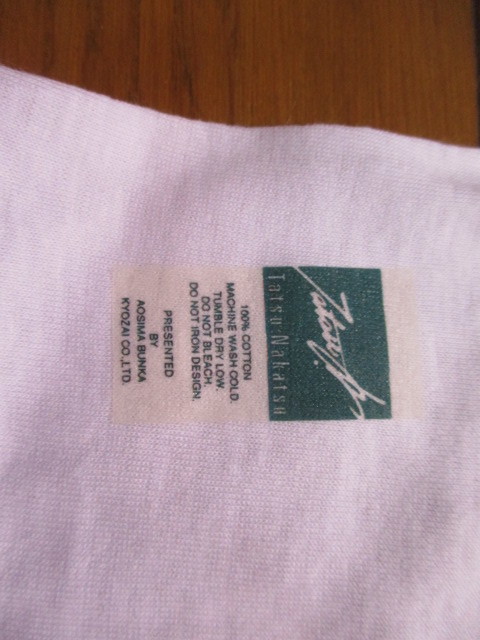 Tatsu Nakatsu
100% COTTON
MACHINE WASH COLD.
TUMBLE DRY LOW.
DO NOT BLEACH.
DO NOT IRON DESIGN.
PRESENTED
BY
AOSIMA BUNKA
KYOZAI CO.,LTD.